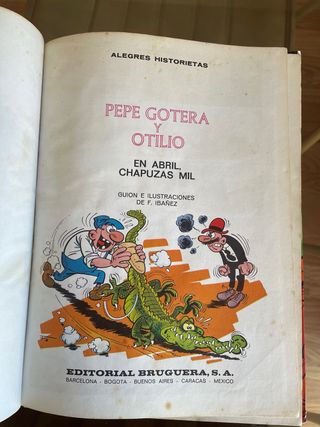 ALEGRES HISTORIETAS
PEPE GOTERA
Y
OTILIO
EN ABRIL,
CHAPUZAS MIL
GUION E ILUSTRACIONES
DE F. IBAÑEZ
EDITORIAL BRUGUERA, S. A.
BARCELONA - BOGOTA - BUENOS AIRES - CARACAS - MEXICO